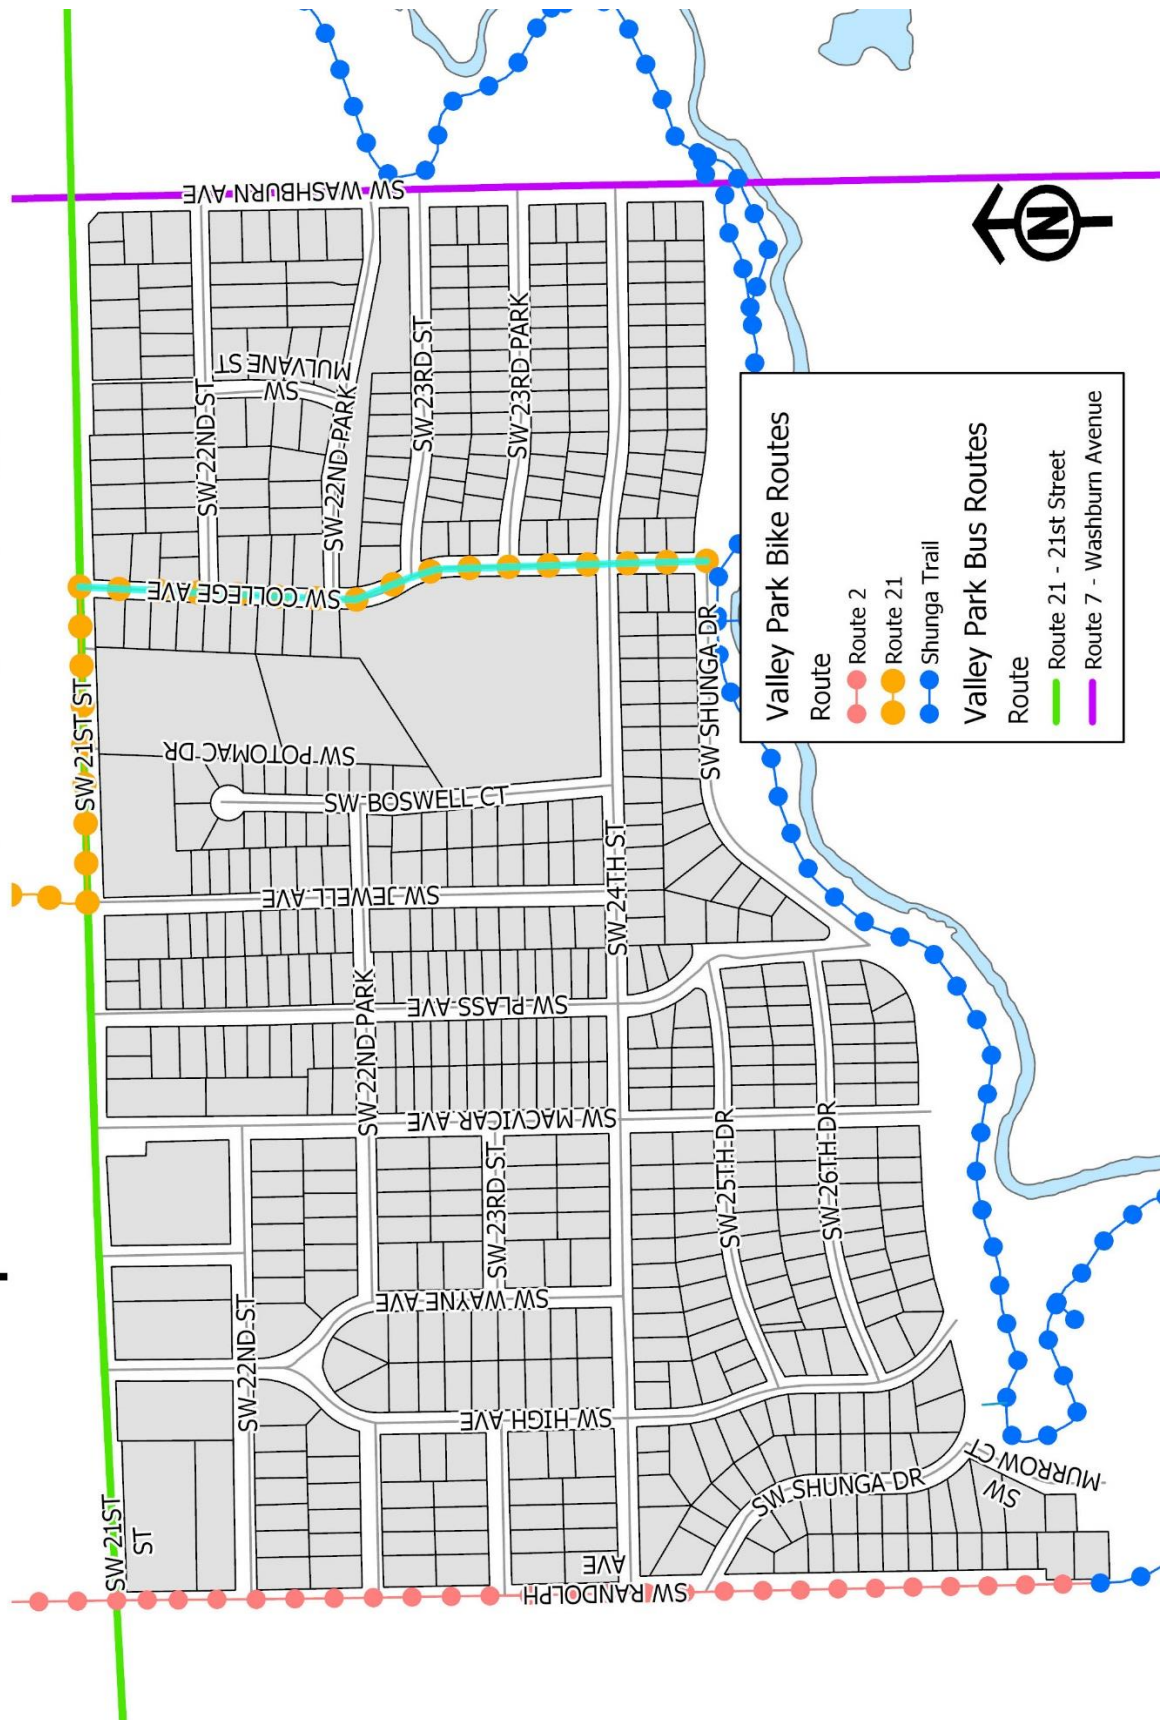 SW WASHBURN AVE
SW 22ND ST
SW
MULVANE ST
SW 22ND PARK
SW 23RD ST
SW 23RD PARK
N
SW COLLEGE AVE
SW 21ST ST
SW POTOMAC DR
SW BOSWELL CT
SW SHUNGA DR
SW JEWELL AVE
SW 24TH ST
SW PLASS AVE
SW 22ND PARK
SW MACVICAR AVE
SW 23RD ST
SW 25TH DR
SW 26TH DR
SW WAYNE AVE
SW 22ND ST
SW HIGH AVE
SW SHUNGA DR
SW
MURROW CT
SW 21ST
ST
SW RANDOLPH
AVE
Valley Park Bike Routes
Route
Route 2
Route 21
Shunga Trail
Valley Park Bus Routes
Route
Route 21 - 21st Street
Route 7 - Washburn Avenue